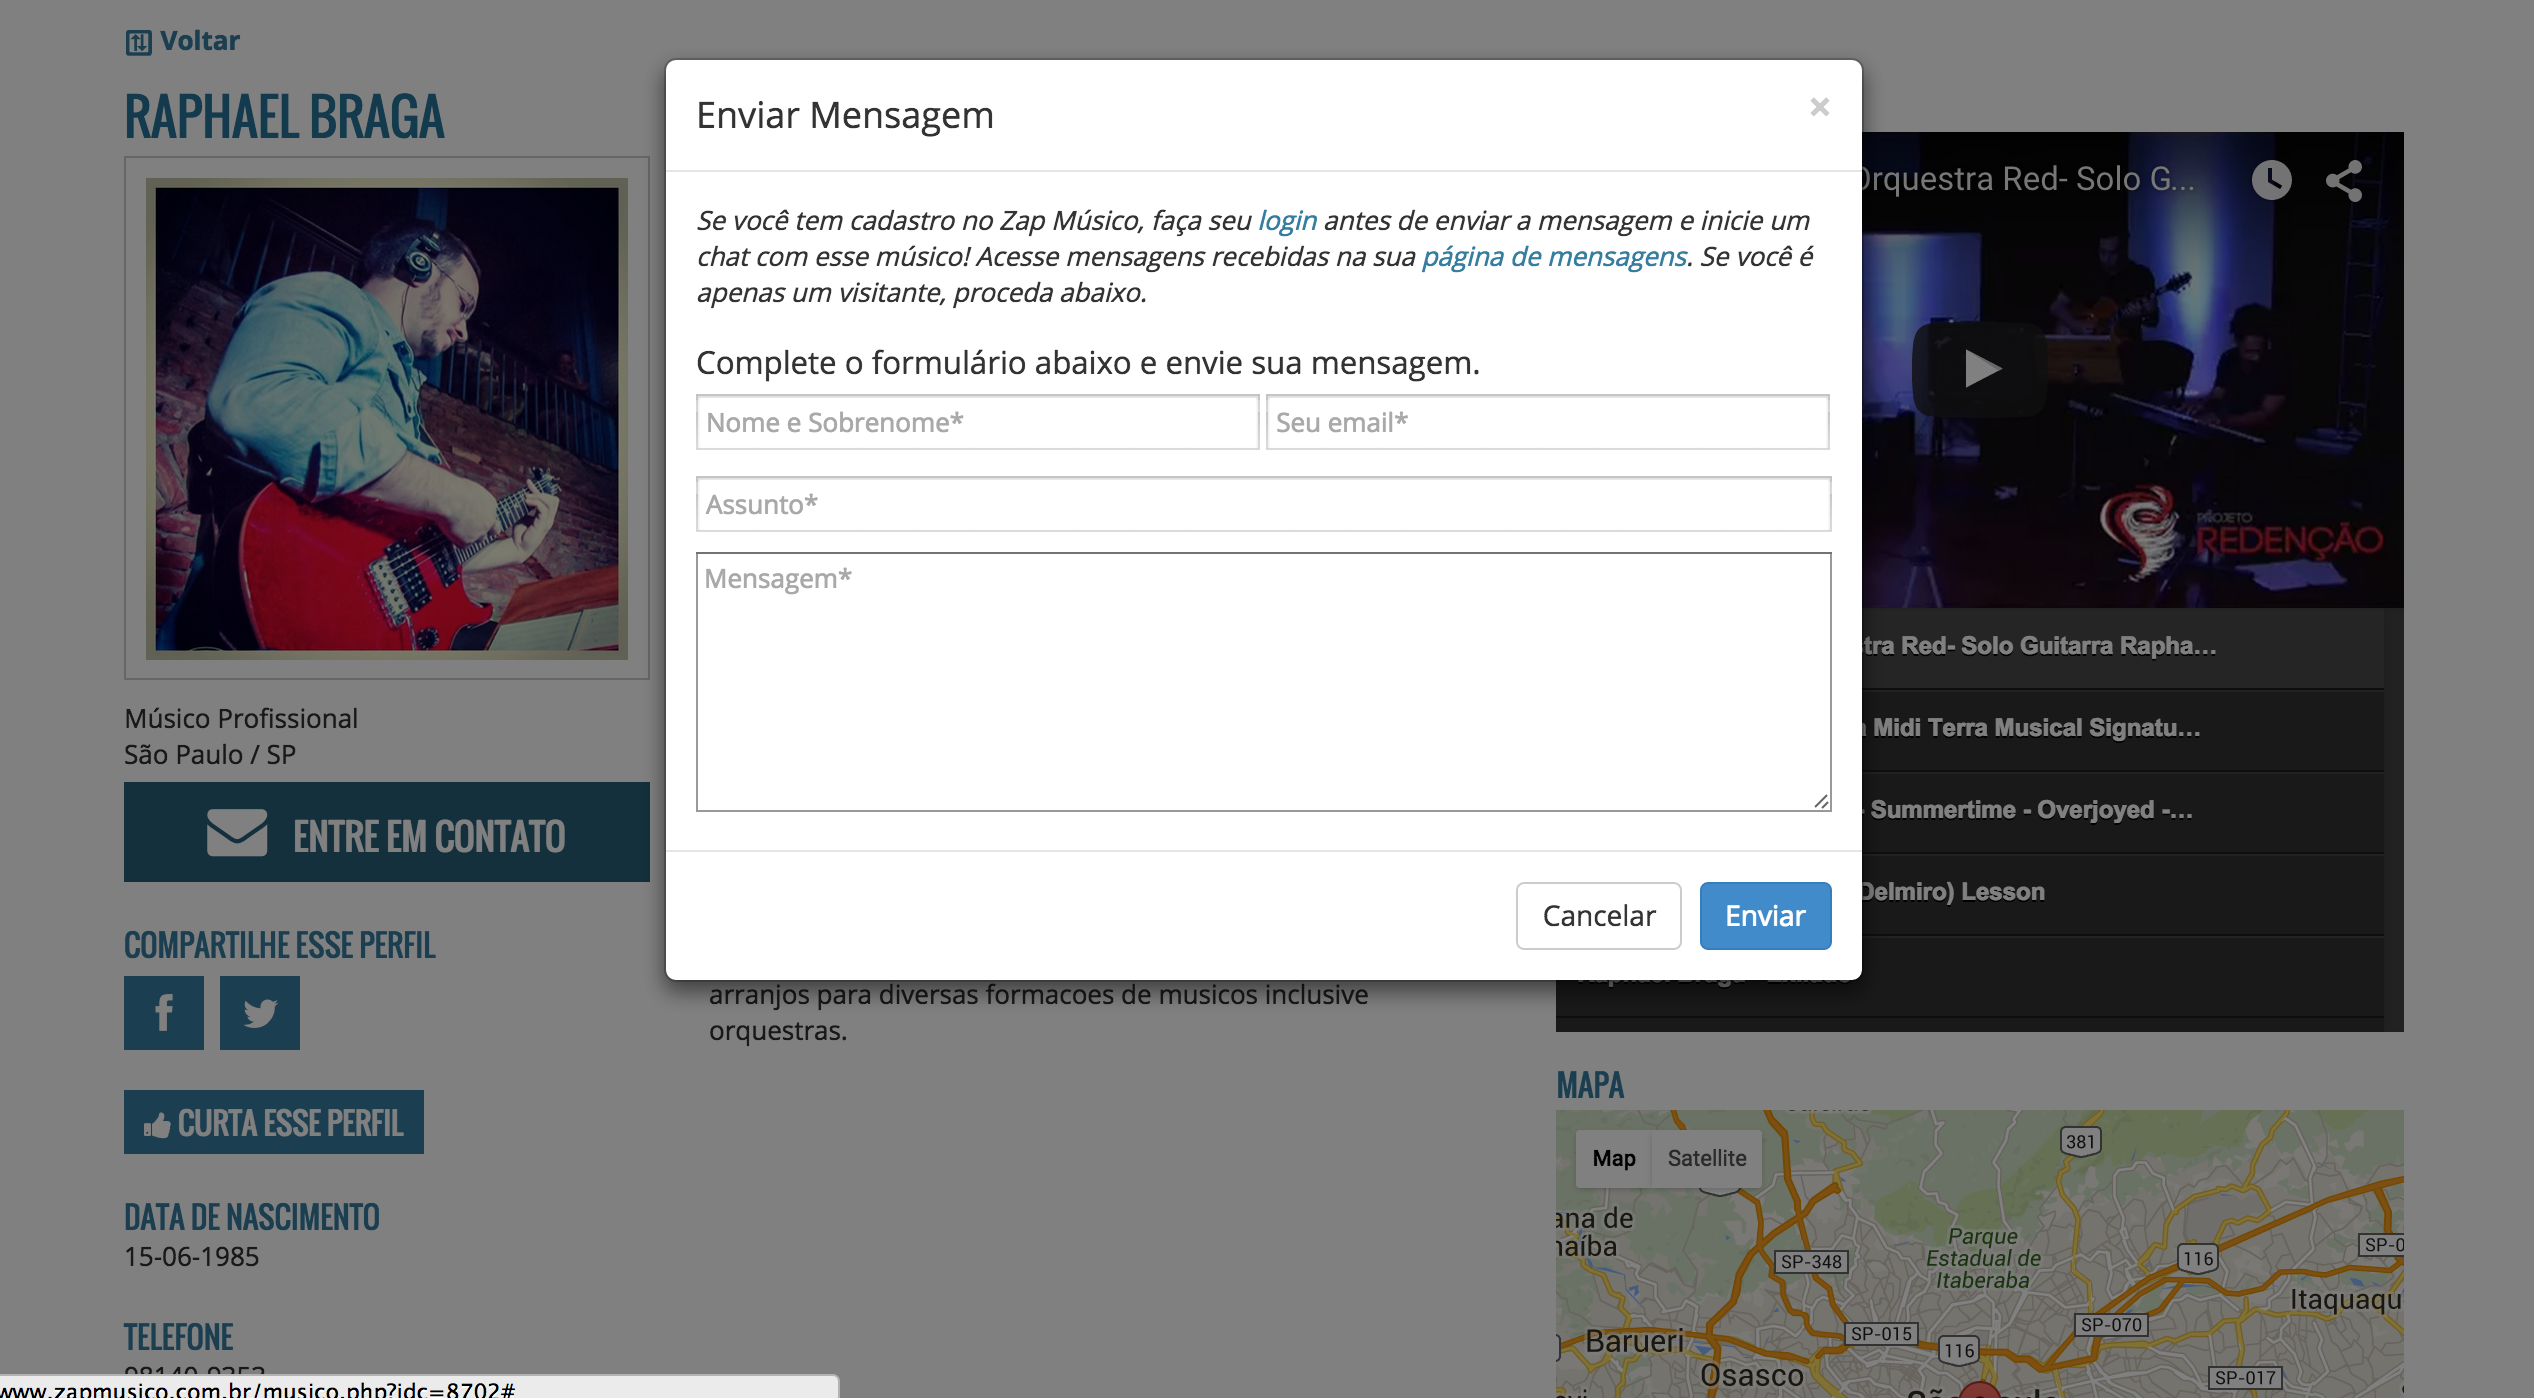 Voltar
RAPHAEL BRAGA
Músico Profissional
São Paulo / SP
ENTRE EM CONTATO
COMPARTILHE ESSE PERFIL
CURTA ESSE PERFIL
DATA DE NASCIMENTO
15-06-1985
TELEFONE
www.zapmusico.com.br/musico.php?idc=8702#
Enviar Mensagem
×
Se você tem cadastro no Zap Músico, faça seu login antes de enviar a mensagem e inicie um
chat com esse músico! Acesse mensagens recebidas na sua página de mensagens. Se você é
apenas um visitante, proceda abaixo.
Complete o formulário abaixo e envie sua mensagem.
Nome e Sobrenome* Seu email*
Assunto*
Mensagem*
Cancelar Enviar
arranjos para diversas formacoes de musicos inclusive
orquestras.
Orquestra Red- Solo G...
PROJETO
REDENÇÃO
tra Red- Solo Guitarra Rapha...
Midi Terra Musical Signatu...
- Summertime - Overjoyed -...
Delmiro) Lesson
MAPA
Map Satellite
381
ana de
naíba
SP-348
Parque
Estadual de
Itaberaba
116
SP-0
Itaquaqu
SP-070
Barueri
SP-015
116
Osasco
SP-017